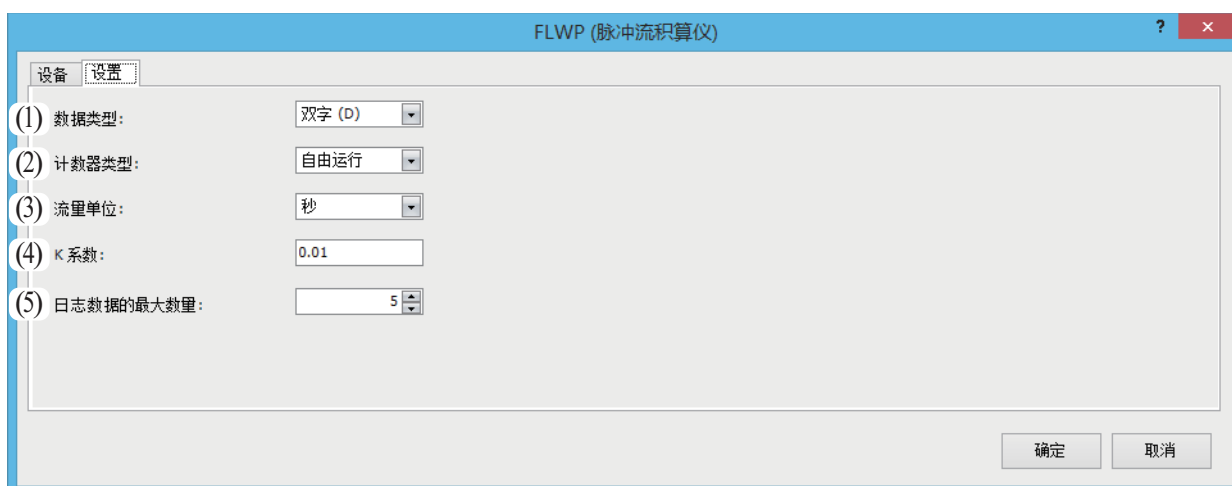 FLWP (脉冲流积算仪)
? ×
设备 设置
(1) 数据类型: 双字 (D)
(2) 计数器类型: 自由运行
(3) 流量单位: 秒
(4) K 系数: 0.01
(5) 日志数据的最大数量: 5
确定 取消